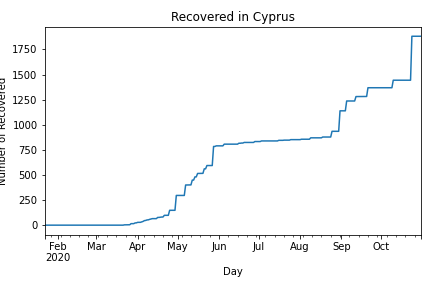 Recovered in Cyprus
Number of Recovered
1750
1500
1250
1000
750
500
250
0
Feb Mar Apr May Jun Jul Aug Sep Oct
2020
Day